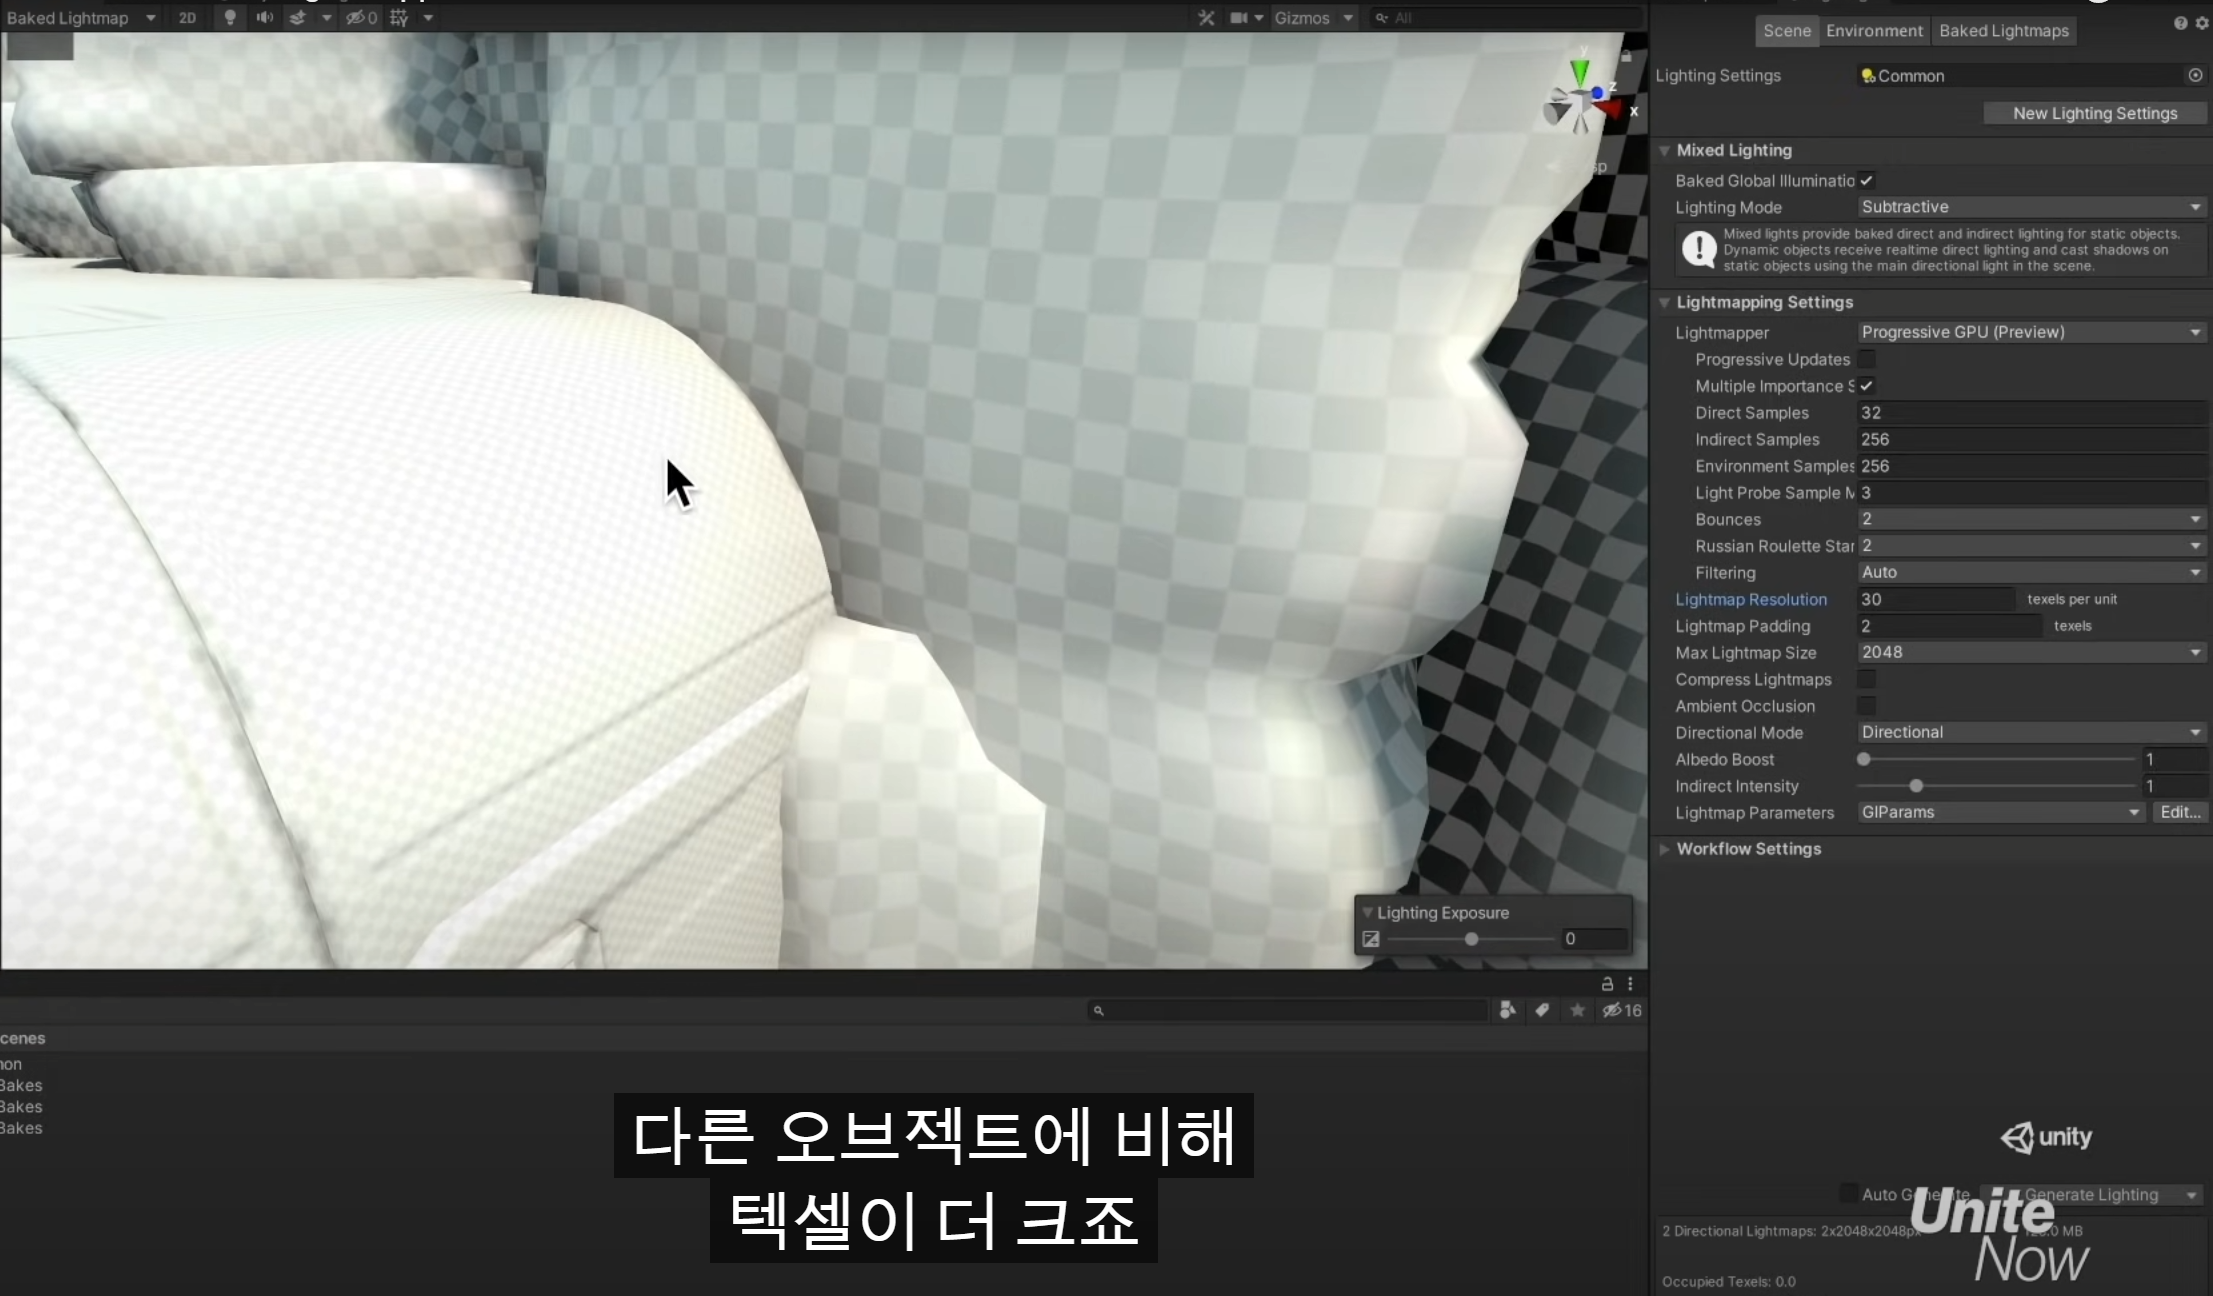 Baked Lightmap
2D
0
Gizmos
All
y
z
x
sp
Lighting Exposure
0
16
cenes
non
Bakes
Bakes
Bakes
Scene Environment Baked Lightmaps
Lighting Settings Common
New Lighting Settings
Mixed Lighting
Baked Global Illuminatio
Lighting Mode Subtractive
Mixed lights provide baked direct and indirect lighting for static objects.
Dynamic objects receive realtime direct lighting and cast shadows on
static objects using the main directional light in the scene.
Lightmapping Settings
Lightmapper Progressive GPU (Preview)
Progressive Updates
Multiple Importance S
Direct Samples 32
Indirect Samples 256
Environment Samples 256
Light Probe Sample M 3
Bounces 2
Russian Roulette Star 2
Filtering Auto
Lightmap Resolution 30 texels per unit
Lightmap Padding 2 texels
Max Lightmap Size 2048
Compress Lightmaps
Ambient Occlusion
Directional Mode Directional
Albedo Boost 1
Indirect Intensity 1
Lightmap Parameters GIParams Edit...
Workflow Settings
unity
Auto Generate Generate Lighting
Unite
Now
2 Directional Lightmaps: 2x2048x2048px
.0 MB
Occupied Texels: 0.0
다른 오브젝트에 비해
텍셀이 더 크죠